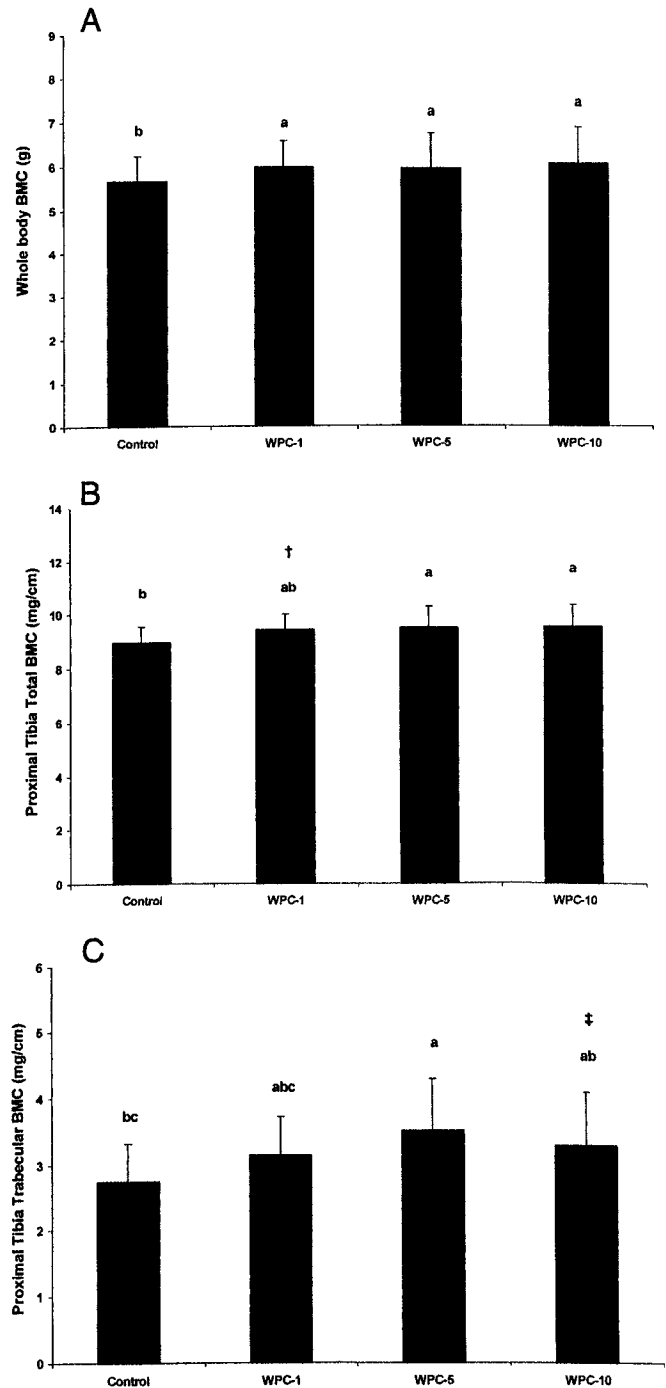 A
Whole body BMC (g)
9
8
7
6
5
4
3
2
1
0
b
a
a
a
Control
WPC-1
WPC-5
WPC-10
B
Proximal Tibia Total BMC (mg/cm)
14
12
10
8
6
4
2
0
†
b
ab
a
a
Control
WPC-1
WPC-5
WPC-10
C
Proximal Tibia Trabecular BMC (mg/cm)
6
5
4
3
2
1
0
‡
bc
abc
a
ab
Control
WPC-1
WPC-5
WPC-10